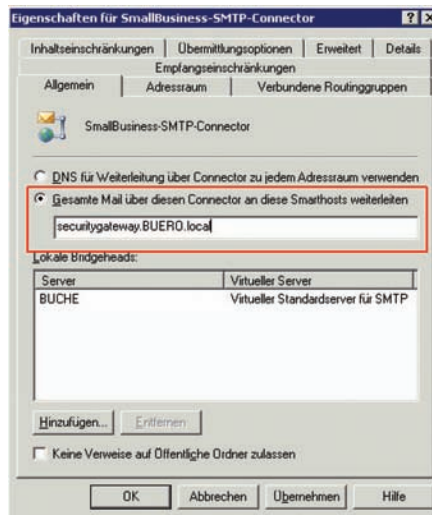 Eigenschaften für SmallBusiness-SMTP-Connector
Inhaltseinschränkungen Übermittlungsoptionen Erweitert Details
Empfangseinschränkungen
Allgemein Adressraum Verbundene Routinggruppen
SmallBusiness-SMTP-Connector
DNS für Weiterleitung über Connector zu jedem Adressraum verwenden
Gesamte Mail über diesen Connector an diese Smarthosts weiterleiten
securitygateway.BUERO.local
Lokale Bridgeheads:
Server Virtueller Server
BUCHE Virtueller Standardserver für SMTP
Hinzufügen... Entfernen
Keine Verweise auf Öffentliche Ordner zulassen
OK Abbrechen Übernehmen Hilfe